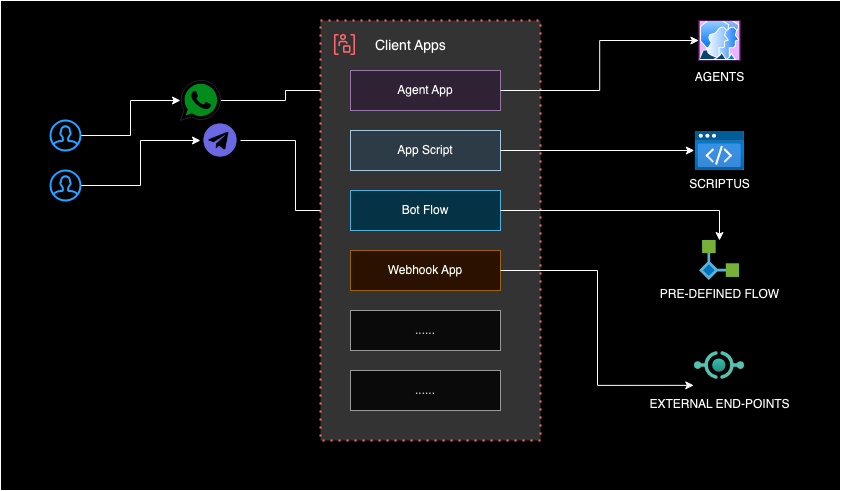 Client Apps
Agent App
App Script
Bot Flow
Webhook App
......
......
AGENTS
SCRIPTUS
PRE-DEFINED FLOW
EXTERNAL END-POINTS